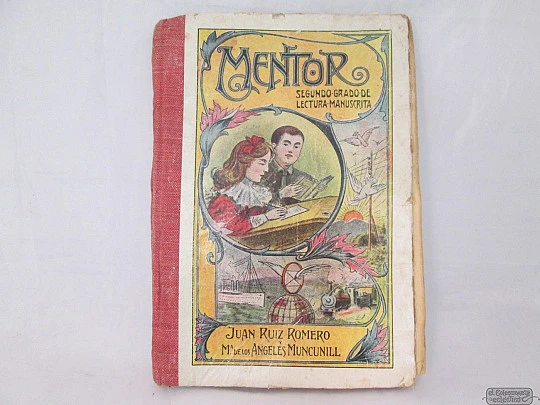 MENTOR
SEGUNDO·GRADO·DE
LECTURA·MANUSCRITA
C
JUAN RUIZ ROMERO
Y
Mª DE LOS ANGELES MUNCUNILL